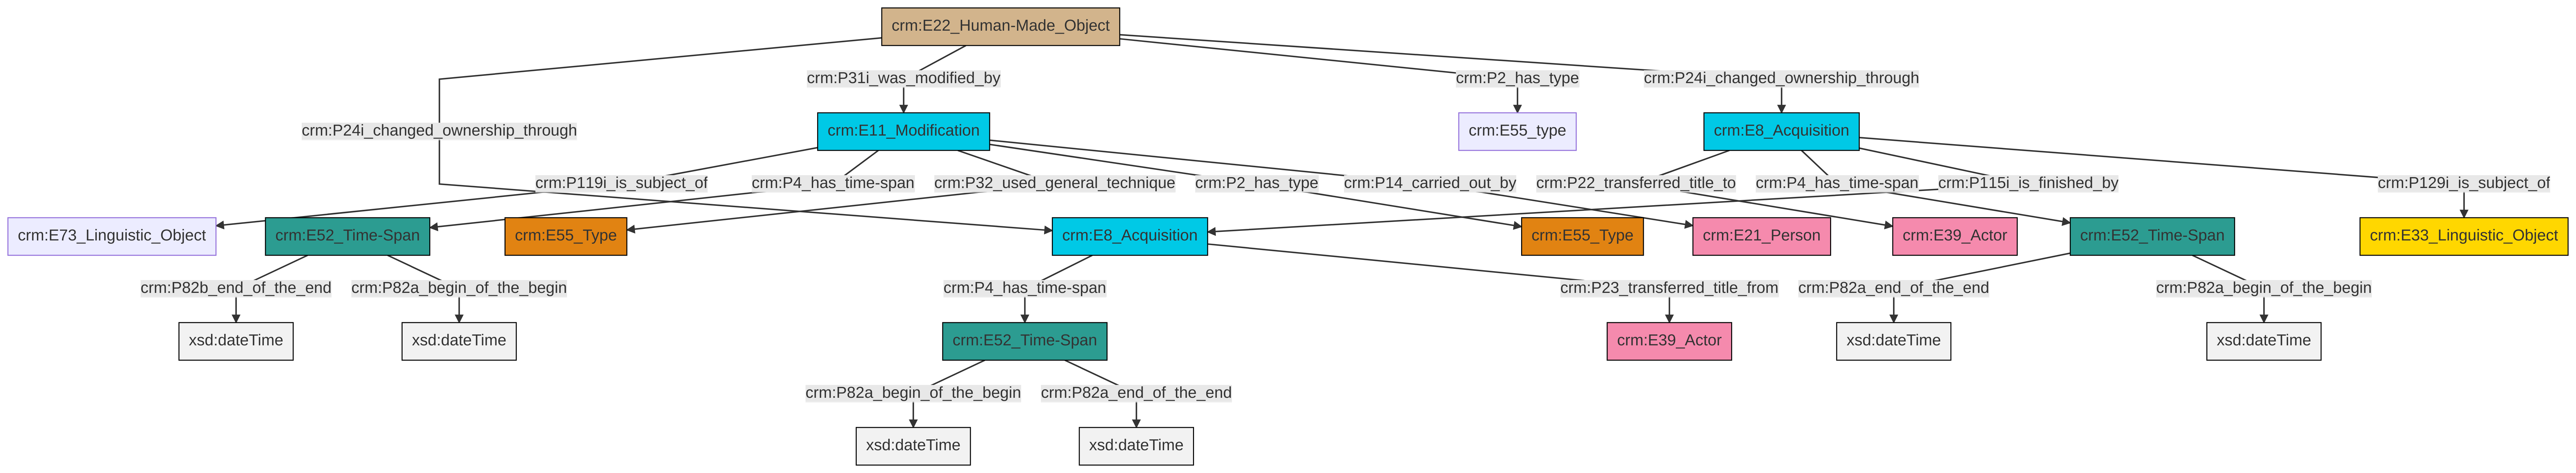 crm:E22_Human-Made_Object
crm:P31i_was_modified_by
crm:P2_has_type
crm:P24i_changed_ownership_through
crm:P24i_changed_ownership_through
crm:E11_Modification
crm:E55_type
crm:E8_Acquisition
crm:P119i_is_subject_of
crm:P4_has_time-span
crm:P32_used_general_technique
crm:P2_has_type
crm:P14_carried_out_by
crm:P22_transferred_title_to
crm:P4_has_time-span
crm:P115i_is_finished_by
crm:P129i_is_subject_of
crm:E73_Linguistic_Object
crm:E52_Time-Span
crm:E55_Type
crm:E8_Acquisition
crm:E55_Type
crm:E21_Person
crm:E39_Actor
crm:E52_Time-Span
crm:E33_Linguistic_Object
crm:P82b_end_of_the_end
crm:P82a_begin_of_the_begin
crm:P4_has_time-span
crm:P23_transferred_title_from
crm:P82a_end_of_the_end
crm:P82a_begin_of_the_begin
xsd:dateTime
xsd:dateTime
crm:E52_Time-Span
crm:E39_Actor
xsd:dateTime
xsd:dateTime
crm:P82a_begin_of_the_begin
crm:P82a_end_of_the_end
xsd:dateTime
xsd:dateTime